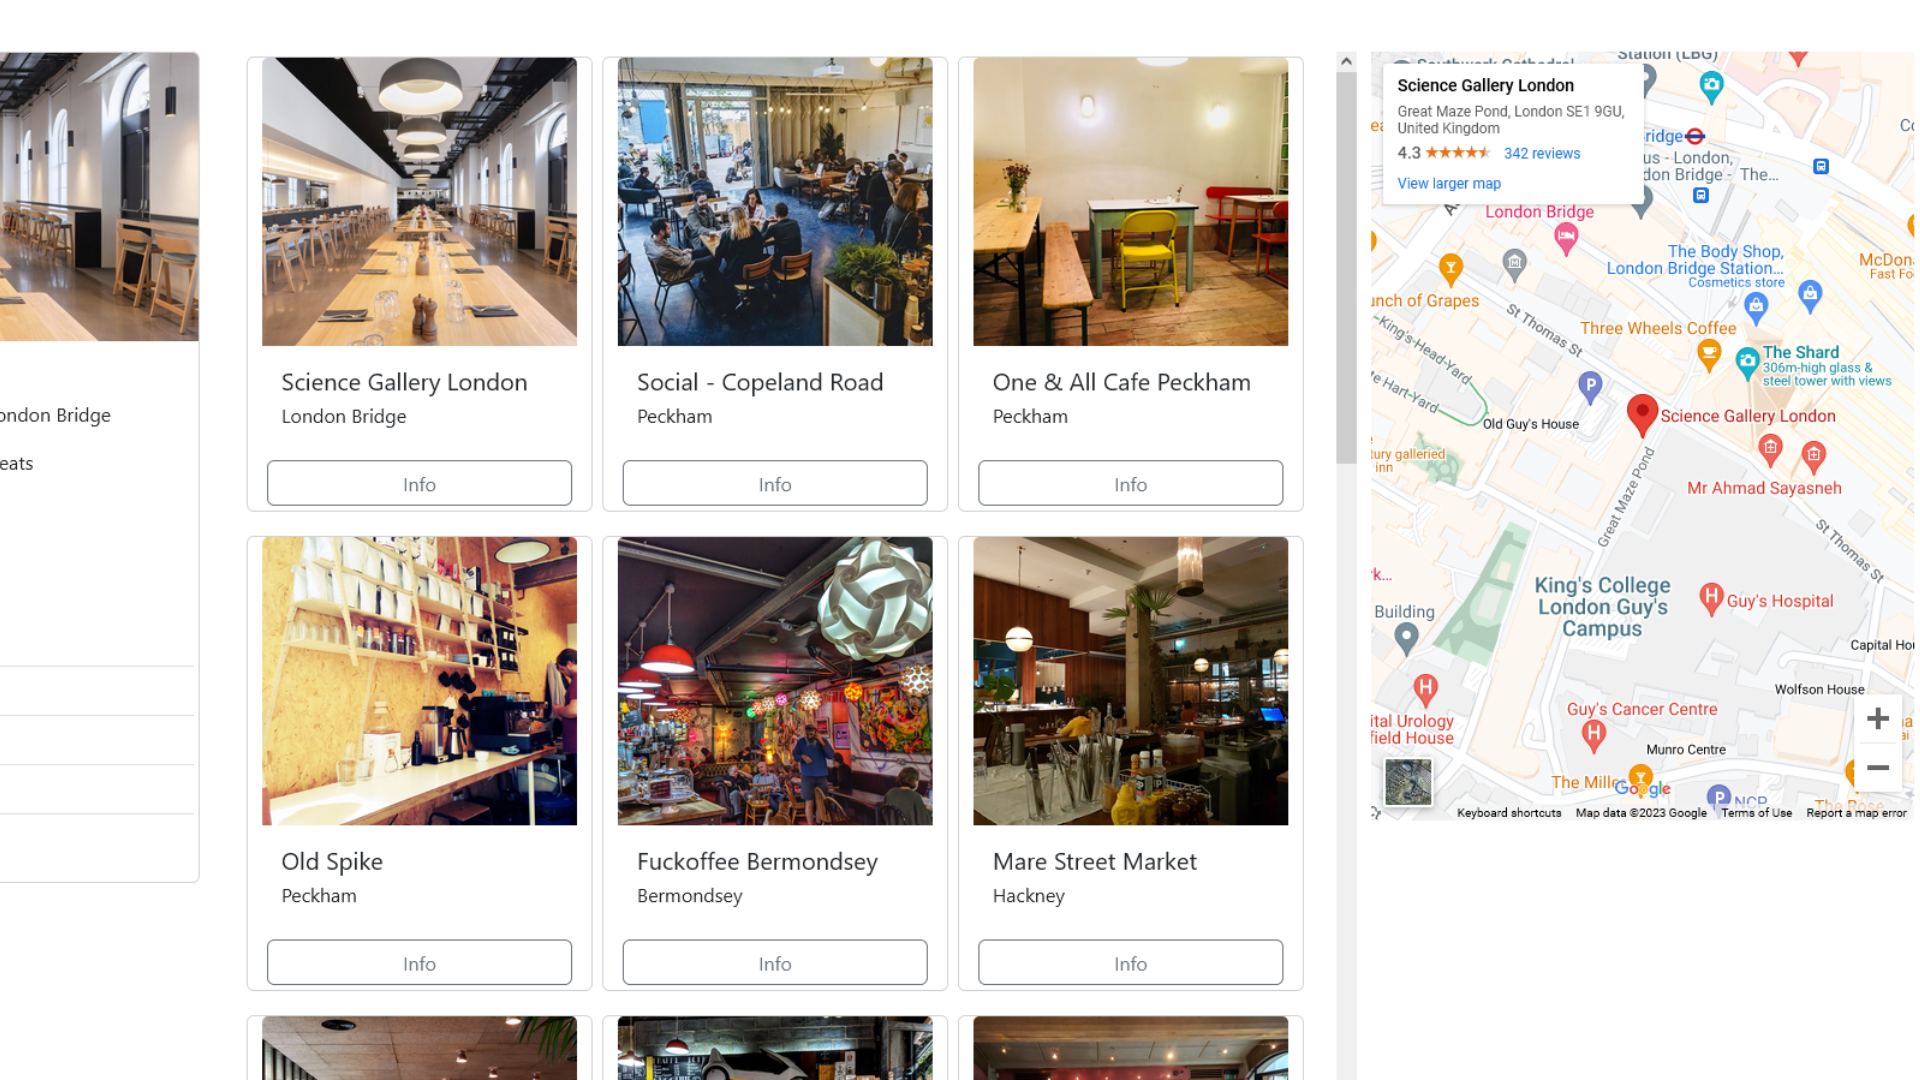 ondon Bridge
eats
Science Gallery London
London Bridge
Info
Social - Copeland Road
Peckham
Info
One & All Cafe Peckham
Peckham
Info
Old Spike
Peckham
Info
Fuckoffee Bermondsey
Bermondsey
Info
Mare Street Market
Hackney
Info
Science Gallery London
Great Maze Pond, London SE1 9GU,
United Kingdom
4.3 342 reviews
View larger map
Southwark Cathedral
Station (LBG)
ridge
us - London,
don Bridge - The...
London Bridge
The Body Shop,
London Bridge Station...
Cosmetics store
McDona
Fast Fo
unch of Grapes
St Thomas St
Three Wheels Coffee
King's-Head-Yard
The Shard
306m-high glass &
steel tower with views
P
te Hart-Yard
Old Guy's House
Science Gallery London
tury galleried
inn
Great Maze Pond
Mr Ahmad Sayasneh
St Thomas St
rk...
King's College
London Guy's
Campus
Building
H Guy's Hospital
Capital Hou
Wolfson House
H
ital Urology
field House
Guy's Cancer Centre
H
Munro Centre
The Mille
Google
P NCP
The Rose
Keyboard shortcuts Map data ©2023 Google Terms of Use Report a map error